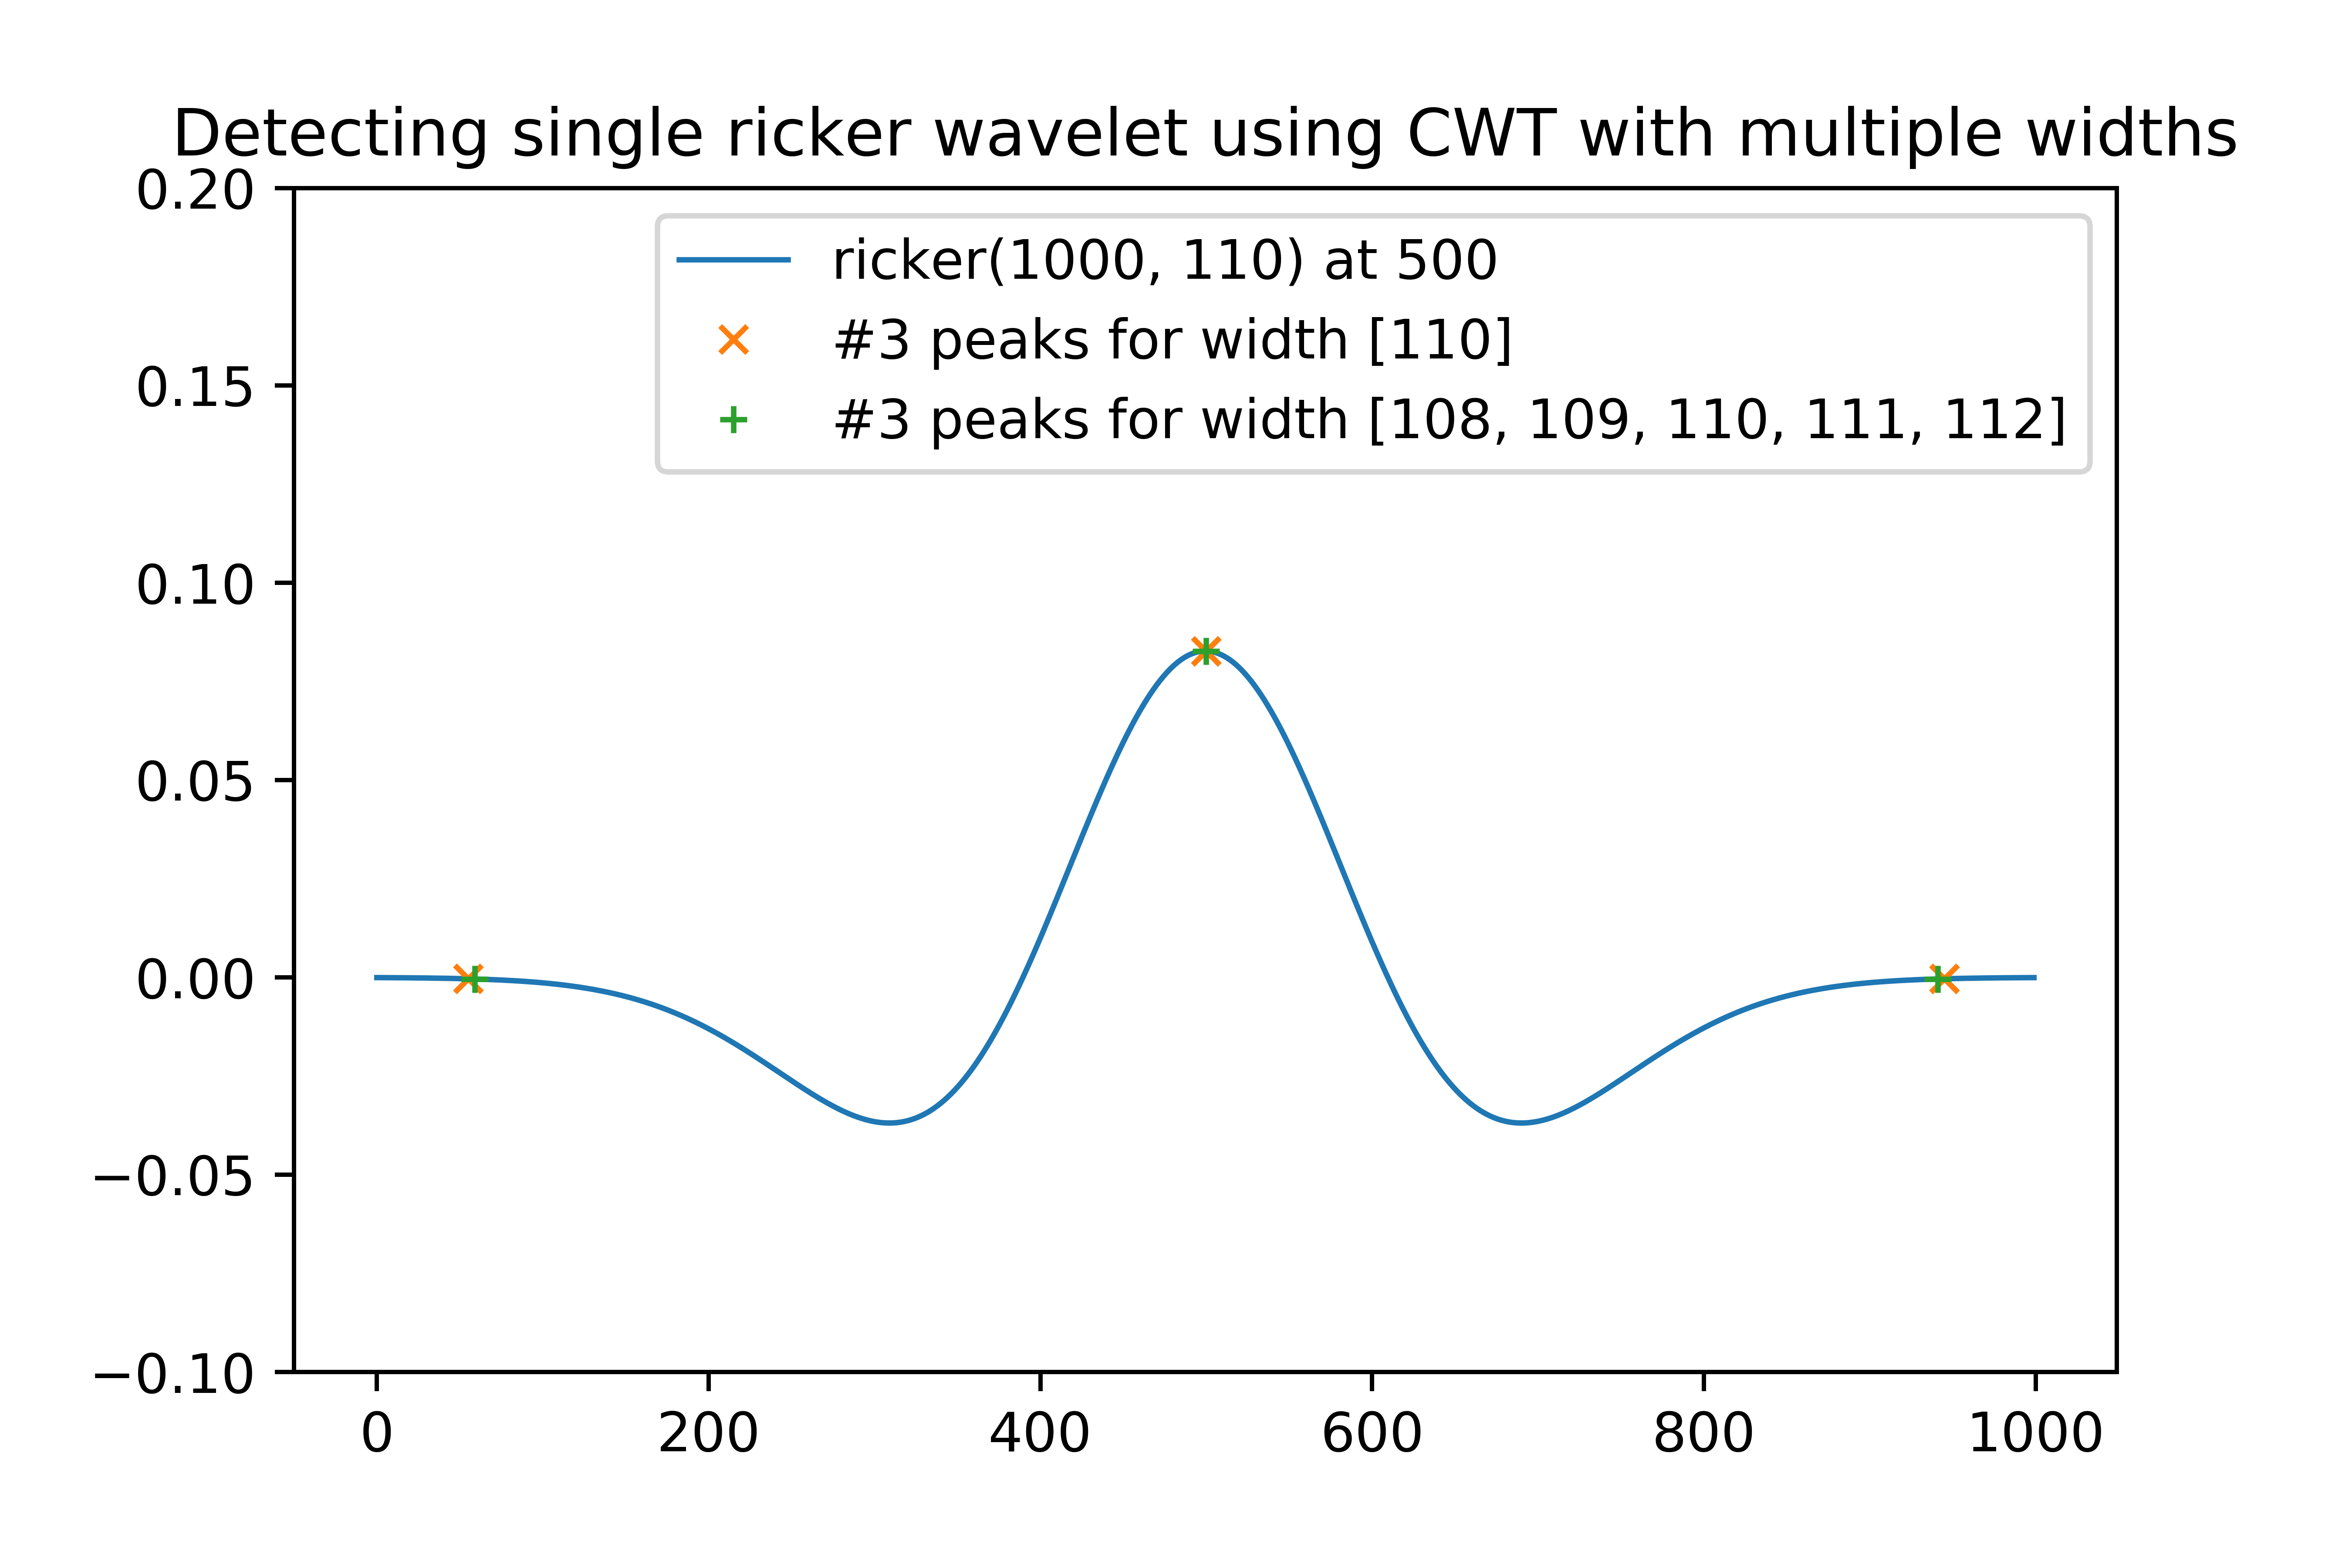 Detecting single ricker wavelet using CWT with multiple widths
0.20
ricker(1000, 110) at 500
#3 peaks for width [110]
0.15
#3 peaks for width [108, 109, 110, 111, 112]
0.10
0.05
0.00
−0.05
−0.10
0 200 400 600 800 1000